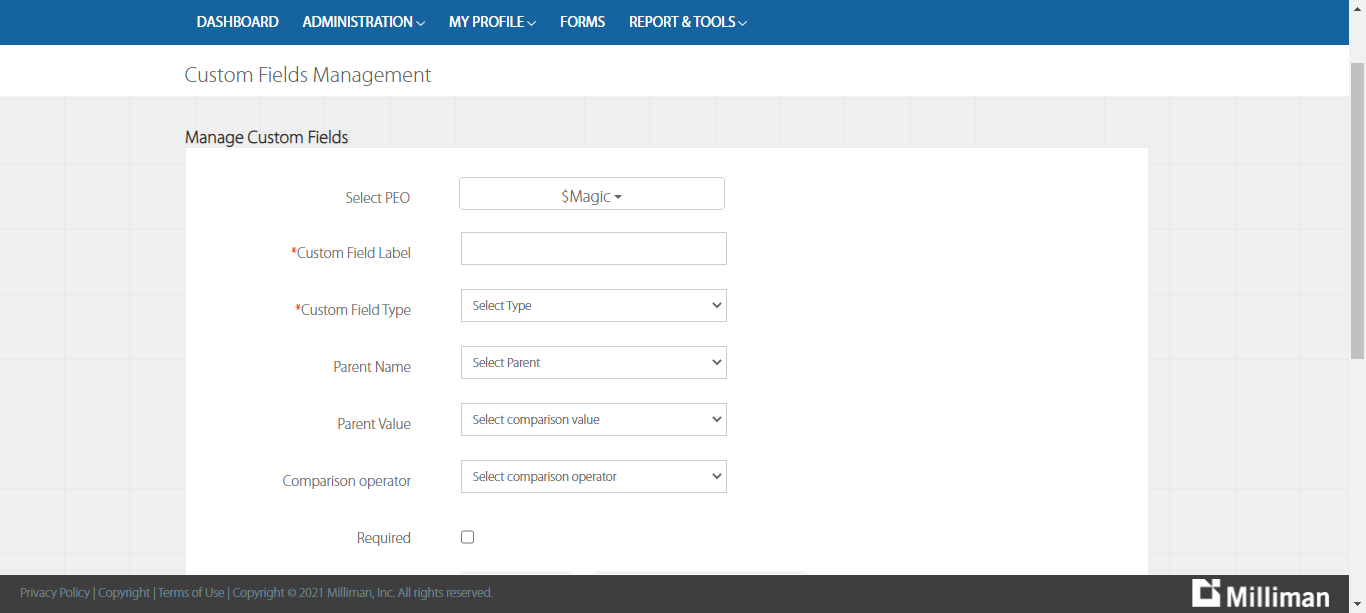 DASHBOARD ADMINISTRATION MY PROFILE FORMS REPORT & TOOLS
Custom Fields Management
Manage Custom Fields
Select PEO $Magic
*Custom Field Label
*Custom Field Type Select Type
Parent Name Select Parent
Parent Value Select comparison value
Comparison operator Select comparison operator
Required
Privacy Policy | Copyright | Terms of Use | Copyright © 2021 Milliman, Inc. All rights reserved.
Milliman